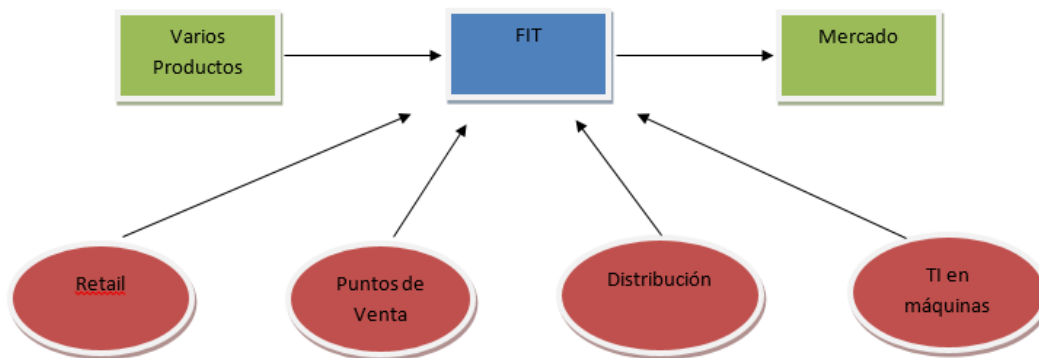 Varios
Productos
FIT
Mercado
Retail
Puntos de
Venta
Distribución
TI en
máquinas